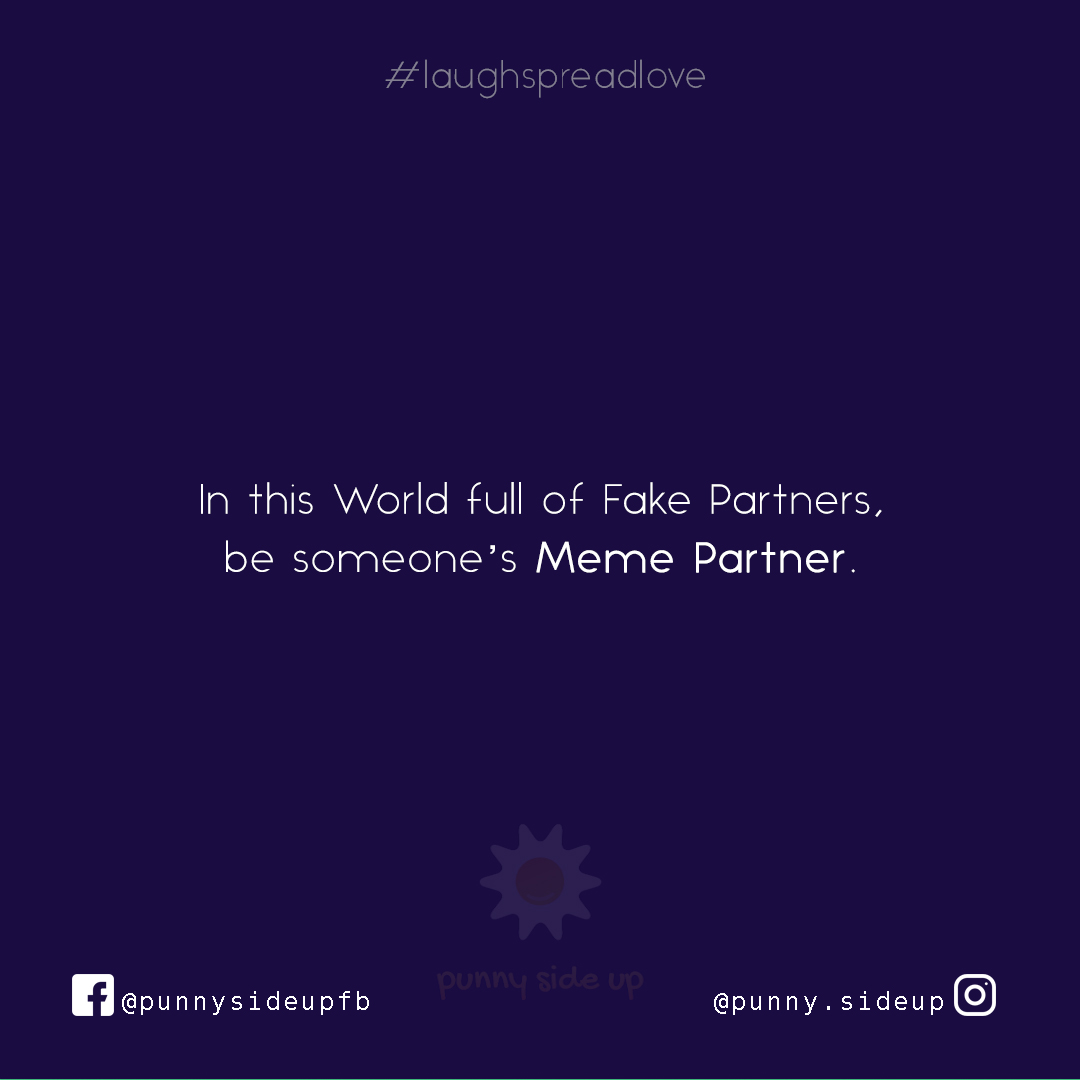 #laughspreadlove
In this World full of Fake Partners,
be someone's Meme Partner.
punny side up
@punnysideupfb
@punny.sideup